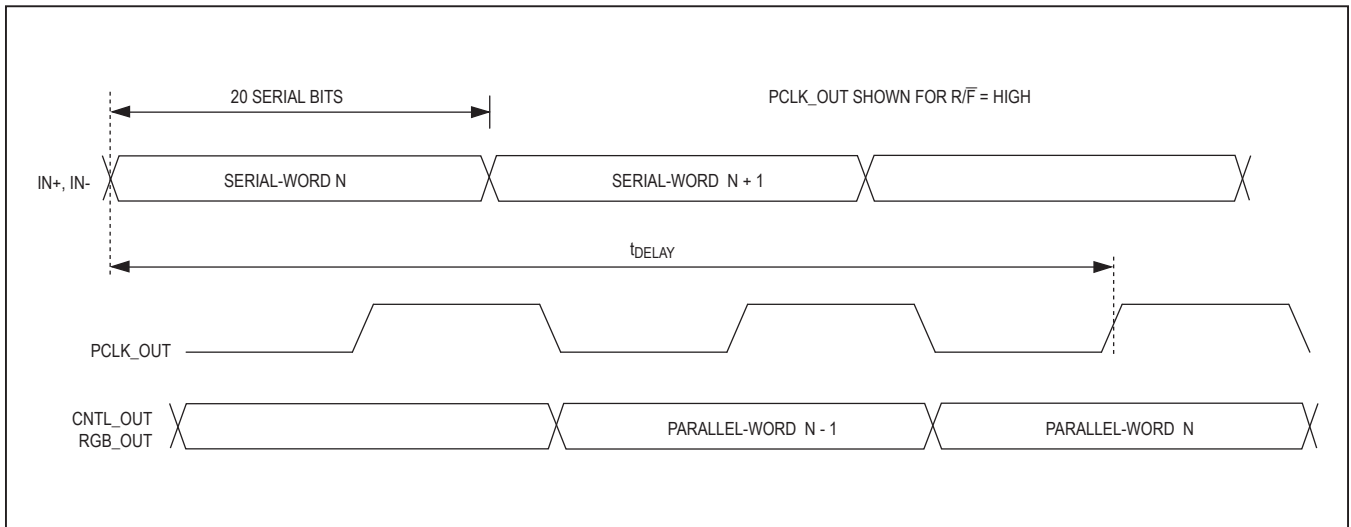 20 SERIAL BITS
PCLK_OUT SHOWN FOR R/F̅ = HIGH
IN+, IN-
SERIAL-WORD N
SERIAL-WORD N + 1
tDELAY
PCLK_OUT
CNTL_OUT
RGB_OUT
PARALLEL-WORD N - 1
PARALLEL-WORD N